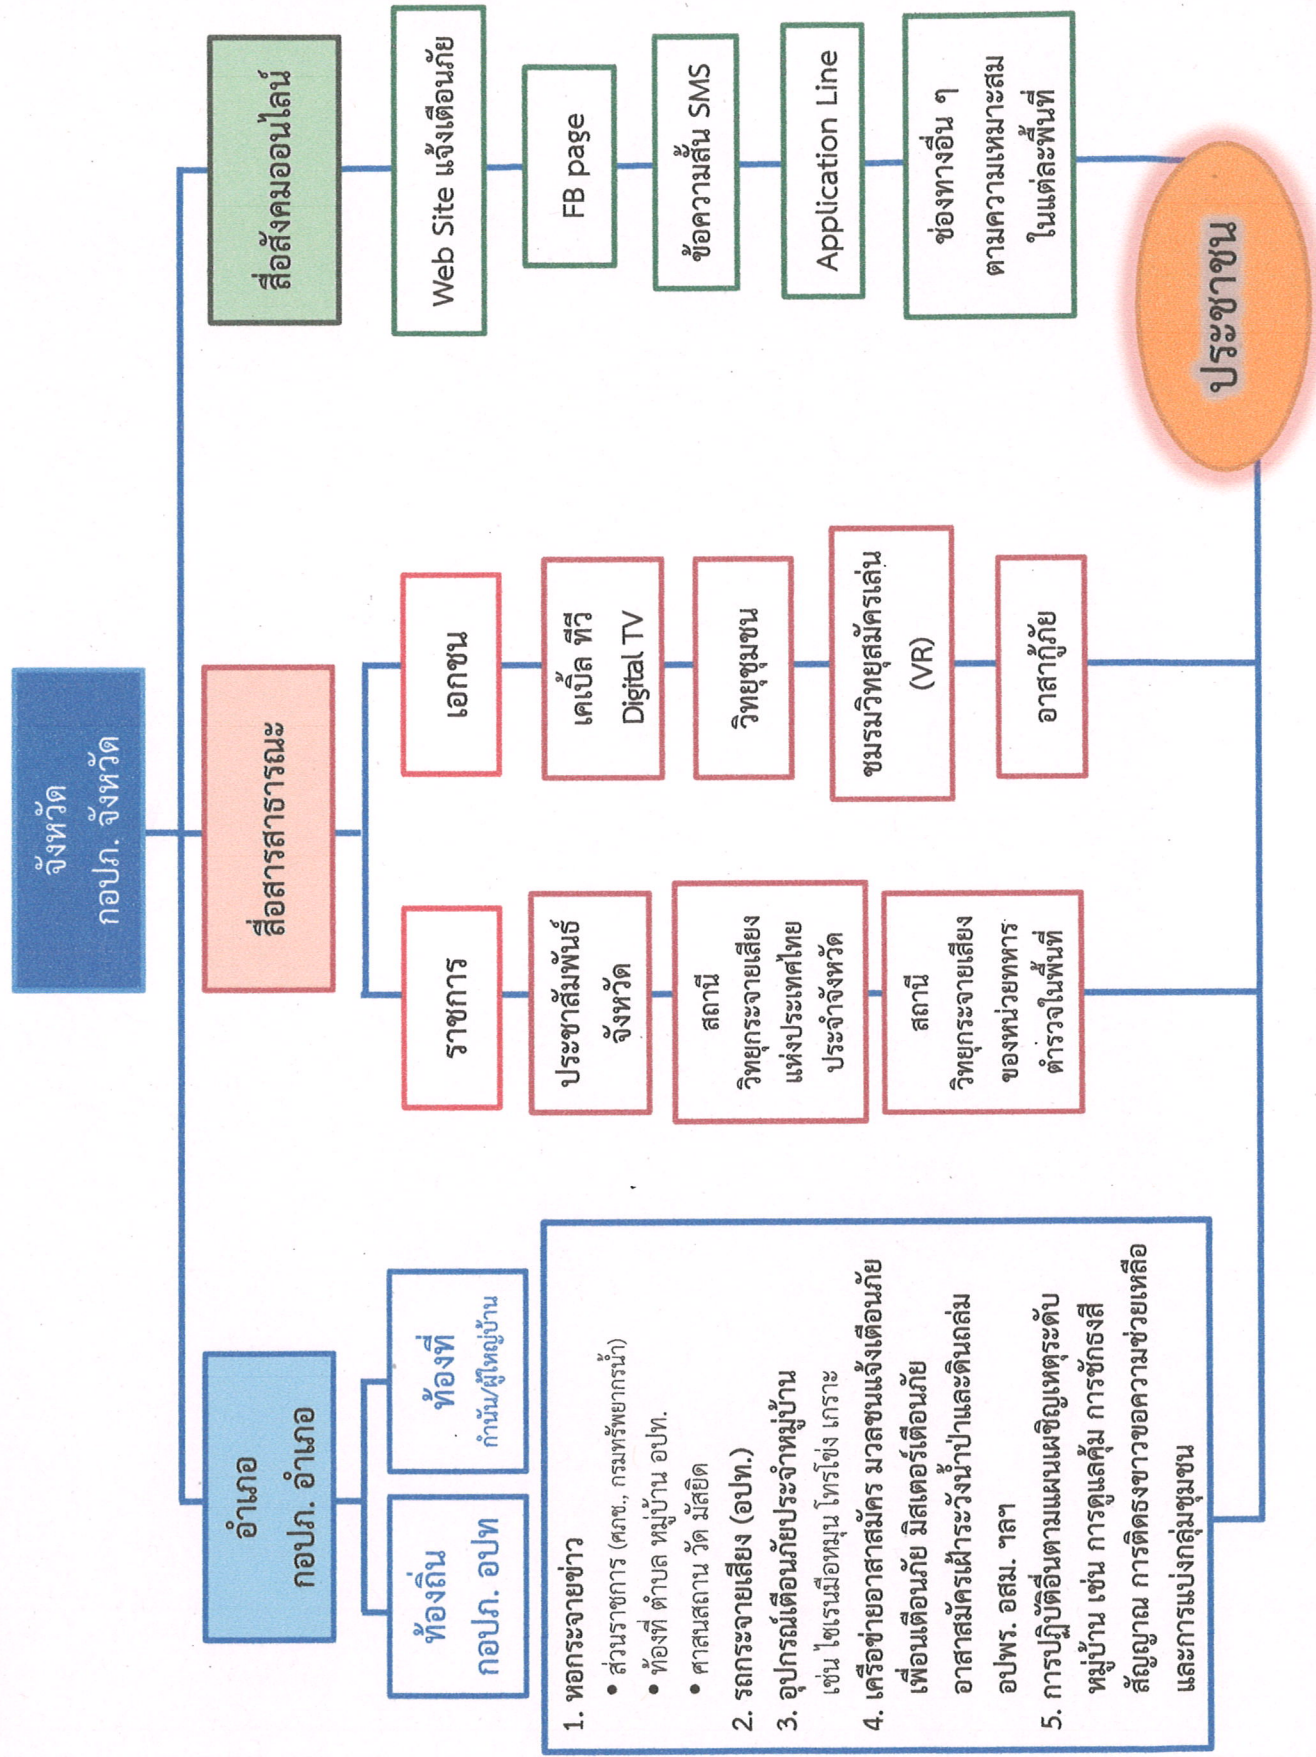 จังหวัด
กอปภ. จังหวัด
อำเภอ
กอปภ. อำเภอ
ท้องถิ่น
กอปภ. อปท
ท้องที่
กำนัน/ผู้ใหญ่บ้าน
1. หอกระจายข่าว
• ส่วนราชการ (ศภช., กรมทรัพยากรน้ำ)
• ท้องที่ ตำบล หมู่บ้าน อปท.
• ศาสนสถาน วัด มัสยิด
2. รถกระจายเสียง (อปท.)
3. อุปกรณ์เตือนภัยประจำหมู่บ้าน
เช่น ไซเรนมือหมุน โทรโข่ง เกราะ
4. เครือข่ายอาสาสมัคร มวลชนแจ้งเตือนภัย
เพื่อนเตือนภัย มิสเตอร์เตือนภัย
อาสาสมัครเฝ้าระวังน้ำป่าและดินถล่ม
อปพร. อสม. ฯลฯ
5. การปฏิบัติอื่นตามแผนเผชิญเหตุระดับ
หมู่บ้าน เช่น การดูแลคุ้ม การชักธงสี
สัญญาณ การติดธงขาวขอความช่วยเหลือ
และการแบ่งกลุ่มชุมชน
สื่อสารสาธารณะ
ราชการ
ประชาสัมพันธ์
จังหวัด
สถานี
วิทยุกระจายเสียง
แห่งประเทศไทย
ประจำจังหวัด
สถานี
วิทยุกระจายเสียง
ของหน่วยทหาร
ตำรวจในพื้นที่
เอกชน
เคเบิ้ล ทีวี
Digital TV
วิทยุชุมชน
ชมรมวิทยุสมัครเล่น
(VR)
อาสากู้ภัย
สื่อสังคมออนไลน์
Web Site แจ้งเตือนภัย
FB page
ข้อความสั้น SMS
Application Line
ช่องทางอื่น ๆ
ตามความเหมาะสม
ในแต่ละพื้นที่
ประชาชน